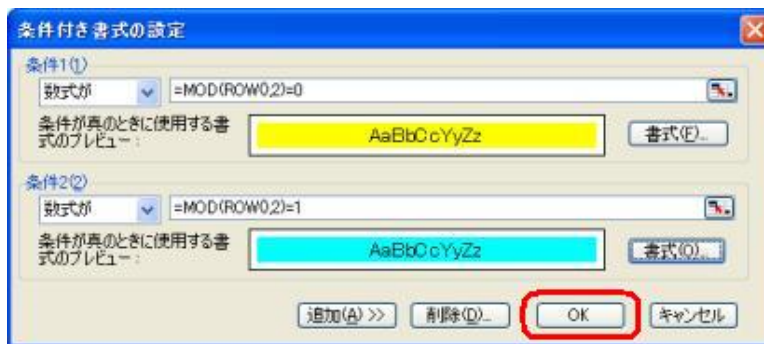 条件付き書式の設定
条件1(1)
数式が =MOD(ROW(),2)=0
条件が真のときに使用する書
式のプレビュー： AaBbCcYyZz 書式(F)...
条件2(2)
数式が =MOD(ROW(),2)=1
条件が真のときに使用する書
式のプレビュー： AaBbCcYyZz 書式(O)...
追加(A) >> 削除(D)... OK キャンセル